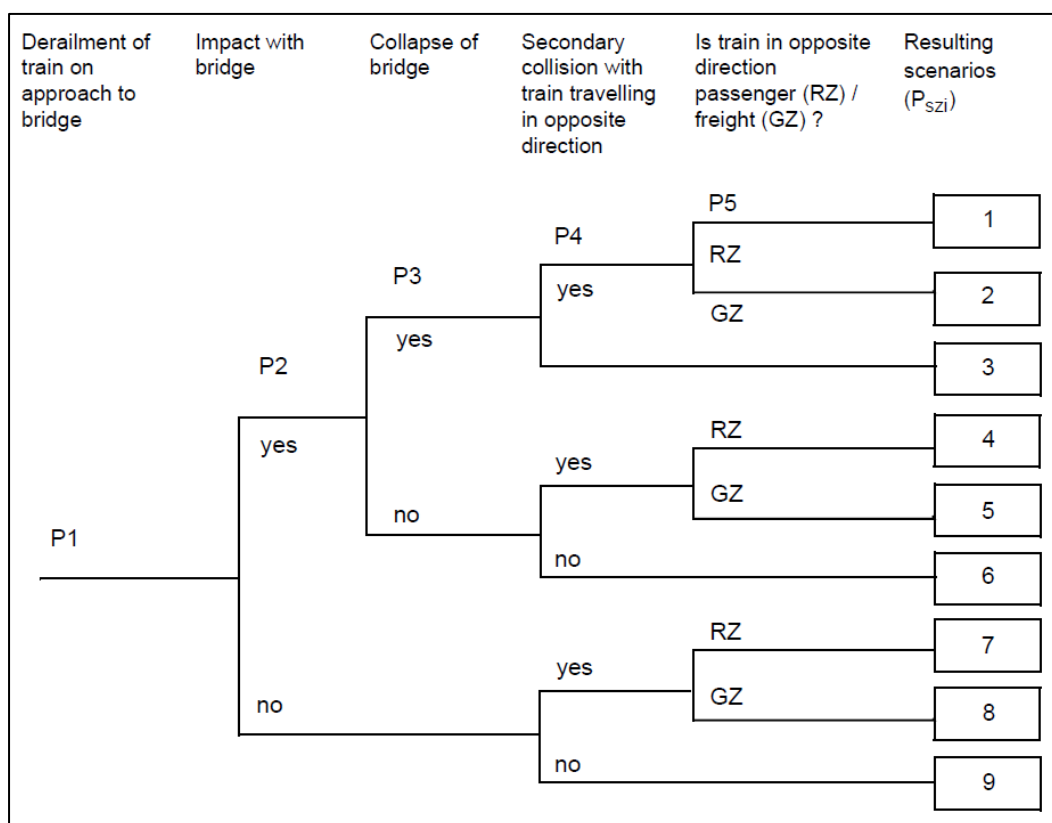 Derailment of
train on
approach to
bridge
Impact with
bridge
Collapse of
bridge
Secondary
collision with
train travelling
in opposite
direction
Is train in opposite
direction
passenger (RZ) /
freight (GZ) ?
Resulting
scenarios
(PSZi)
P5
1
P4
RZ
yes
2
P3
GZ
yes
3
P2
RZ
4
yes
yes
GZ
5
no
P1
no
6
RZ
7
yes
GZ
no
8
no
9